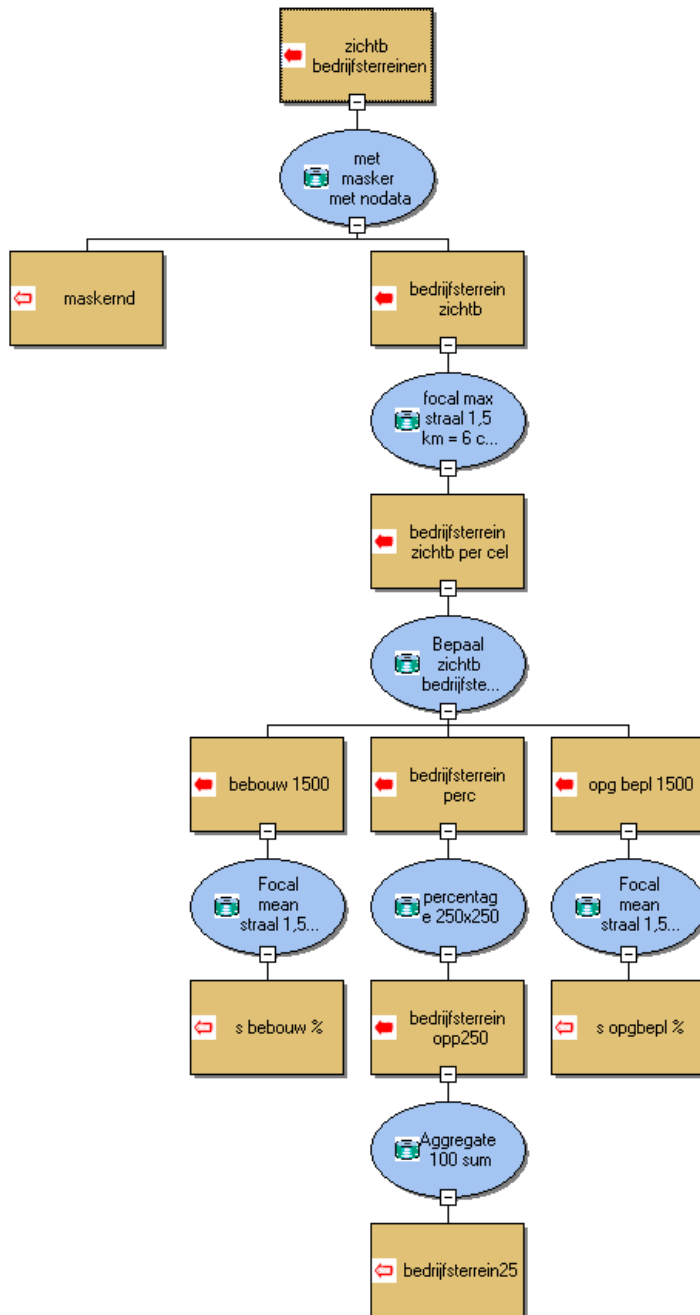 zichtb
bedrijfsterreinen
met
masker
met nodata
maskernd
bedrijfsterrein
zichtb
focal max
straal 1,5
km = 6 c...
bedrijfsterrein
zichtb per cel
Bepaal
zichtb
bedrijfste...
bebouw 1500
bedrijfsterrein
perc
opg bepl 1500
Focal
mean
straal 1,5...
percentag
e 250x250
Focal
mean
straal 1,5...
s bebouw %
bedrijfsterrein
opp250
s opgbepl %
Aggregate
100 sum
bedrijfsterrein25